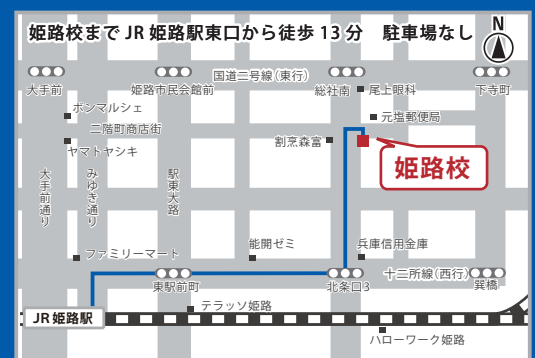 姫路校までJR姫路駅東口から徒歩13分　駐車場なし
N
国道二号線(東行)
大手前
姫路市民会館前
総社南
尾上眼科
下寺町
ボンマルシェ
元塩郵便局
二階町商店街
割烹森富
ヤマトヤシキ
姫路校
大手前通り
みゆき通り
駅東大路
能開ゼミ
兵庫信用金庫
ファミリーマート
十二所線(西行)
東駅前町
北条口3
巽橋
テラッソ姫路
JR姫路駅
ハローワーク姫路